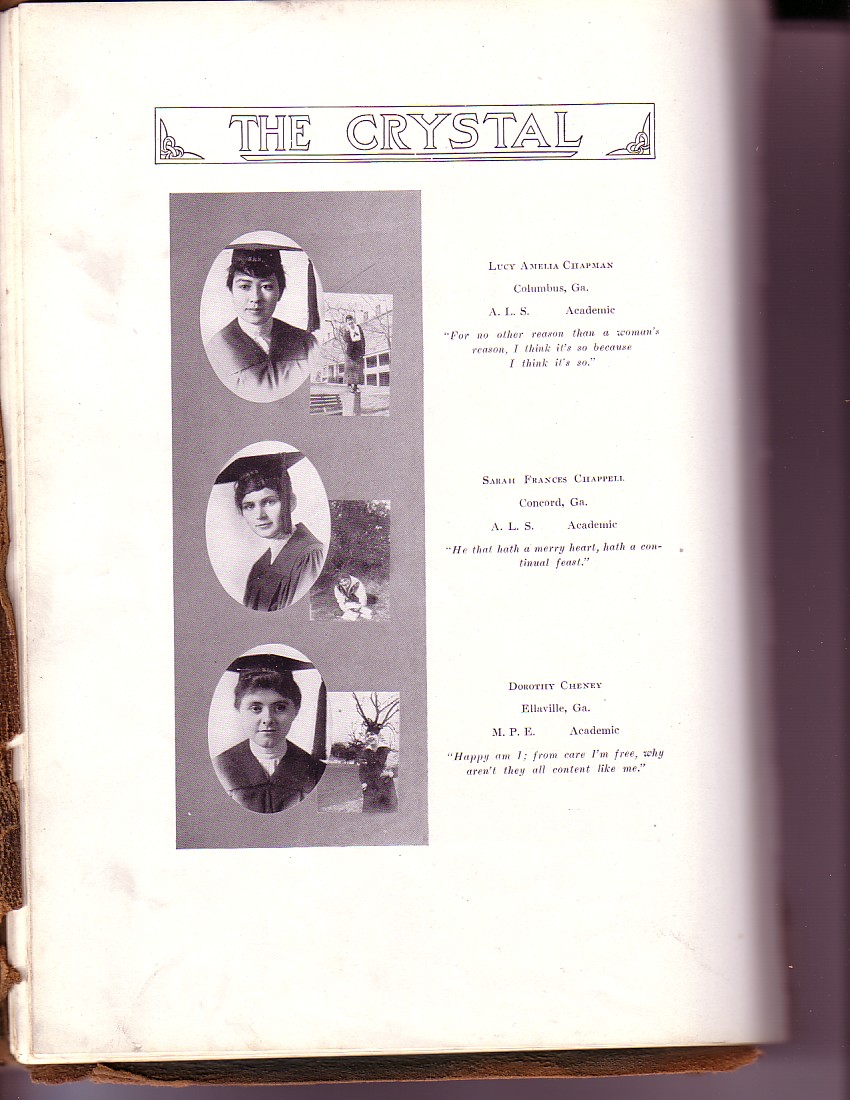 THE CRYSTAL
Lucy Amelia Chapman
Columbus, Ga.
A. L. S. Academic
"For no other reason than a woman's
reason, I think it's so because
I think it's so."
Sarah Frances Chappell
Concord, Ga.
A. L. S. Academic
"He that hath a merry heart, hath a con-
tinual feast."
Dorothy Cheney
Ellaville, Ga.
M. P. E. Academic
"Happy am I; from care I'm free, why
aren't they all content like me."